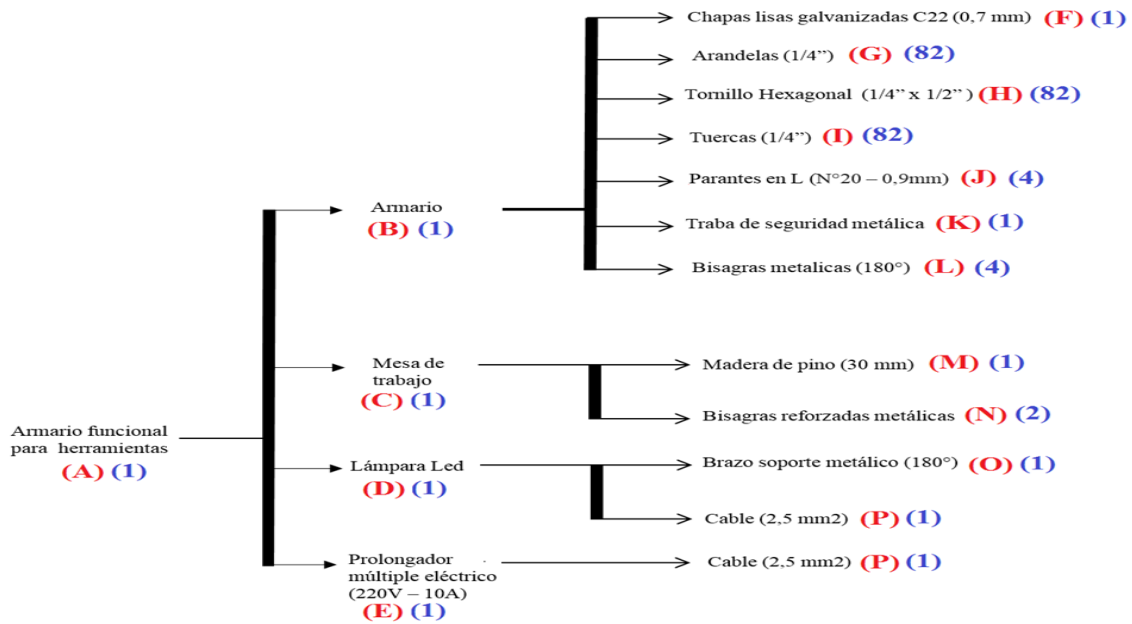 Chapas lisas galvanizadas C22 (0,7 mm) (F) (1)
Arandelas (1/4”) (G) (82)
Tornillo Hexagonal (1/4” x 1/2” ) (H) (82)
Tuercas (1/4”) (I) (82)
Parantes en L (N°20 – 0,9mm) (J) (4)
Armario
(B) (1)
Traba de seguridad metálica (K) (1)
Bisagras metalicas (180°) (L) (4)
Mesa de
trabajo
(C) (1)
Madera de pino (30 mm) (M) (1)
Bisagras reforzadas metálicas (N) (2)
Armario funcional
para herramientas
(A) (1)
Lámpara Led
(D) (1)
Brazo soporte metálico (180°) (O) (1)
Cable (2,5 mm2) (P) (1)
Prolongador
múltiple eléctrico
(220V – 10A)
(E) (1)
Cable (2,5 mm2) (P) (1)